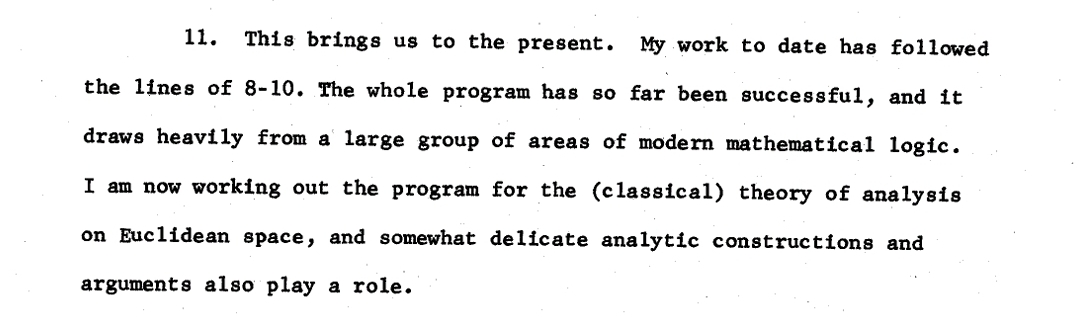 11. This brings us to the present. My work to date has followed
the lines of 8-10. The whole program has so far been successful, and it
draws heavily from a large group of areas of modern mathematical logic.
I am now working out the program for the (classical) theory of analysis
on Euclidean space, and somewhat delicate analytic constructions and
arguments also play a role.